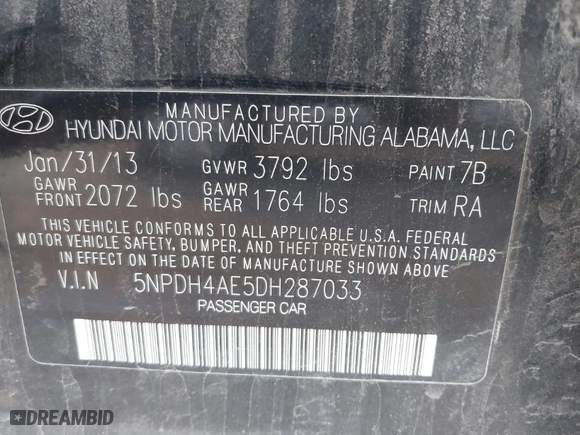 MANUFACTURED BY
HYUNDAI MOTOR MANUFACTURING ALABAMA, LLC
Jan/31/13 GVWR 3792 lbs PAINT 7B
GAWR FRONT 2072 lbs GAWR REAR 1764 lbs TRIM RA
THIS VEHICLE CONFORMS TO ALL APPLICABLE U.S.A. FEDERAL
MOTOR VEHICLE SAFETY, BUMPER, AND THEFT PREVENTION STANDARDS
IN EFFECT ON THE DATE OF MANUFACTURE SHOWN ABOVE.
V.I.N 5NPDH4AE5DH287033
PASSENGER CAR
DREAMBID